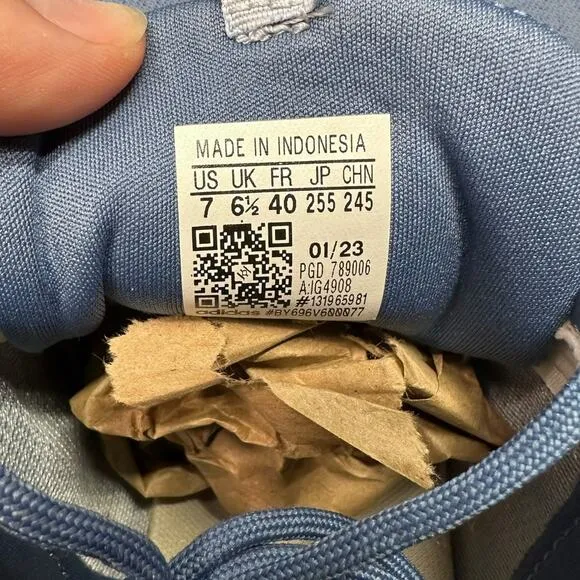 MADE IN INDONESIA
US UK FR JP CHN
7 6½ 40 255 245
01/23
PGD 789006
A:IG4908
#131965981
adidas #BY696V600077